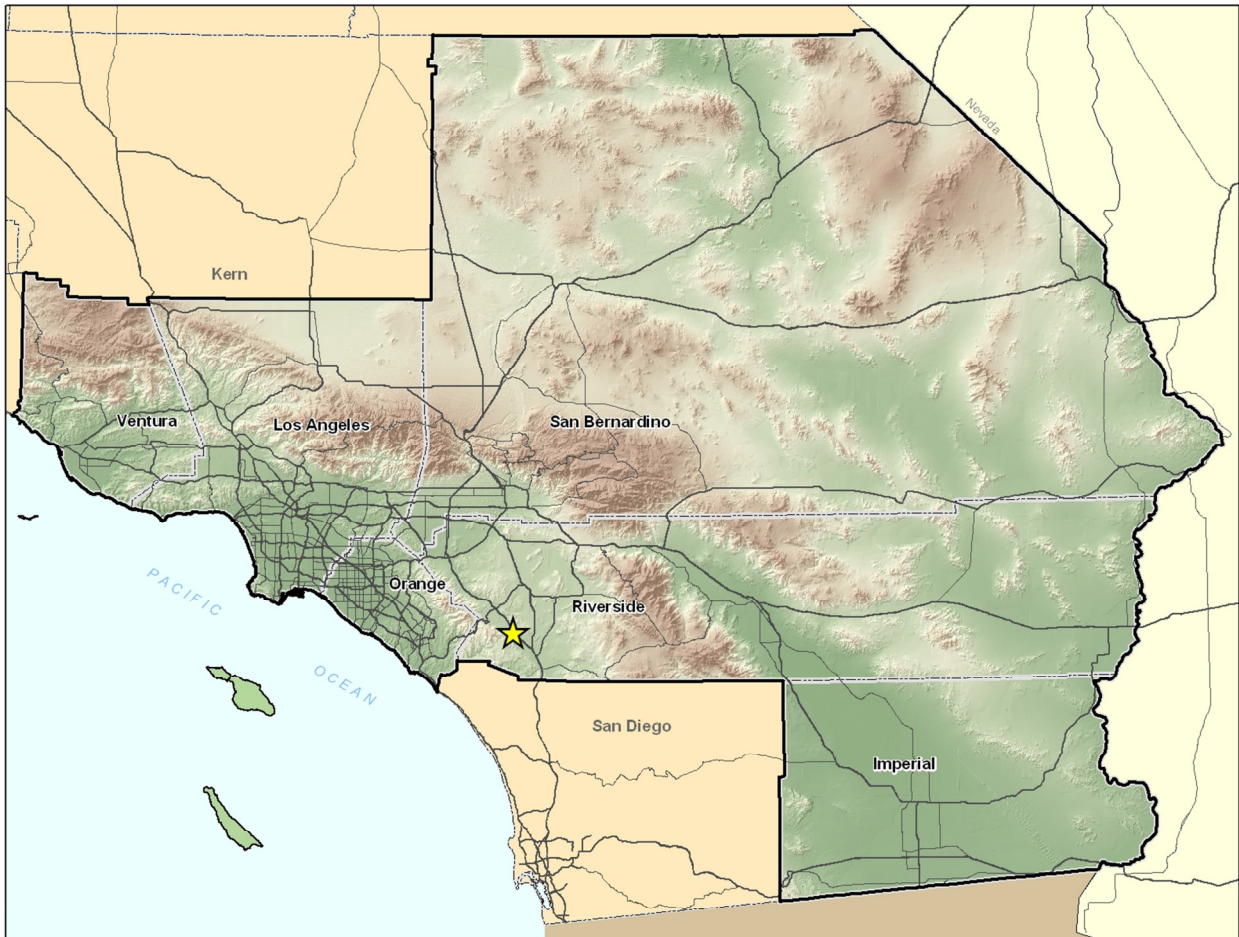 Nevada
Kern
Ventura
Los Angeles
San Bernardino
Orange
Riverside
PACIFIC
OCEAN
San Diego
Imperial